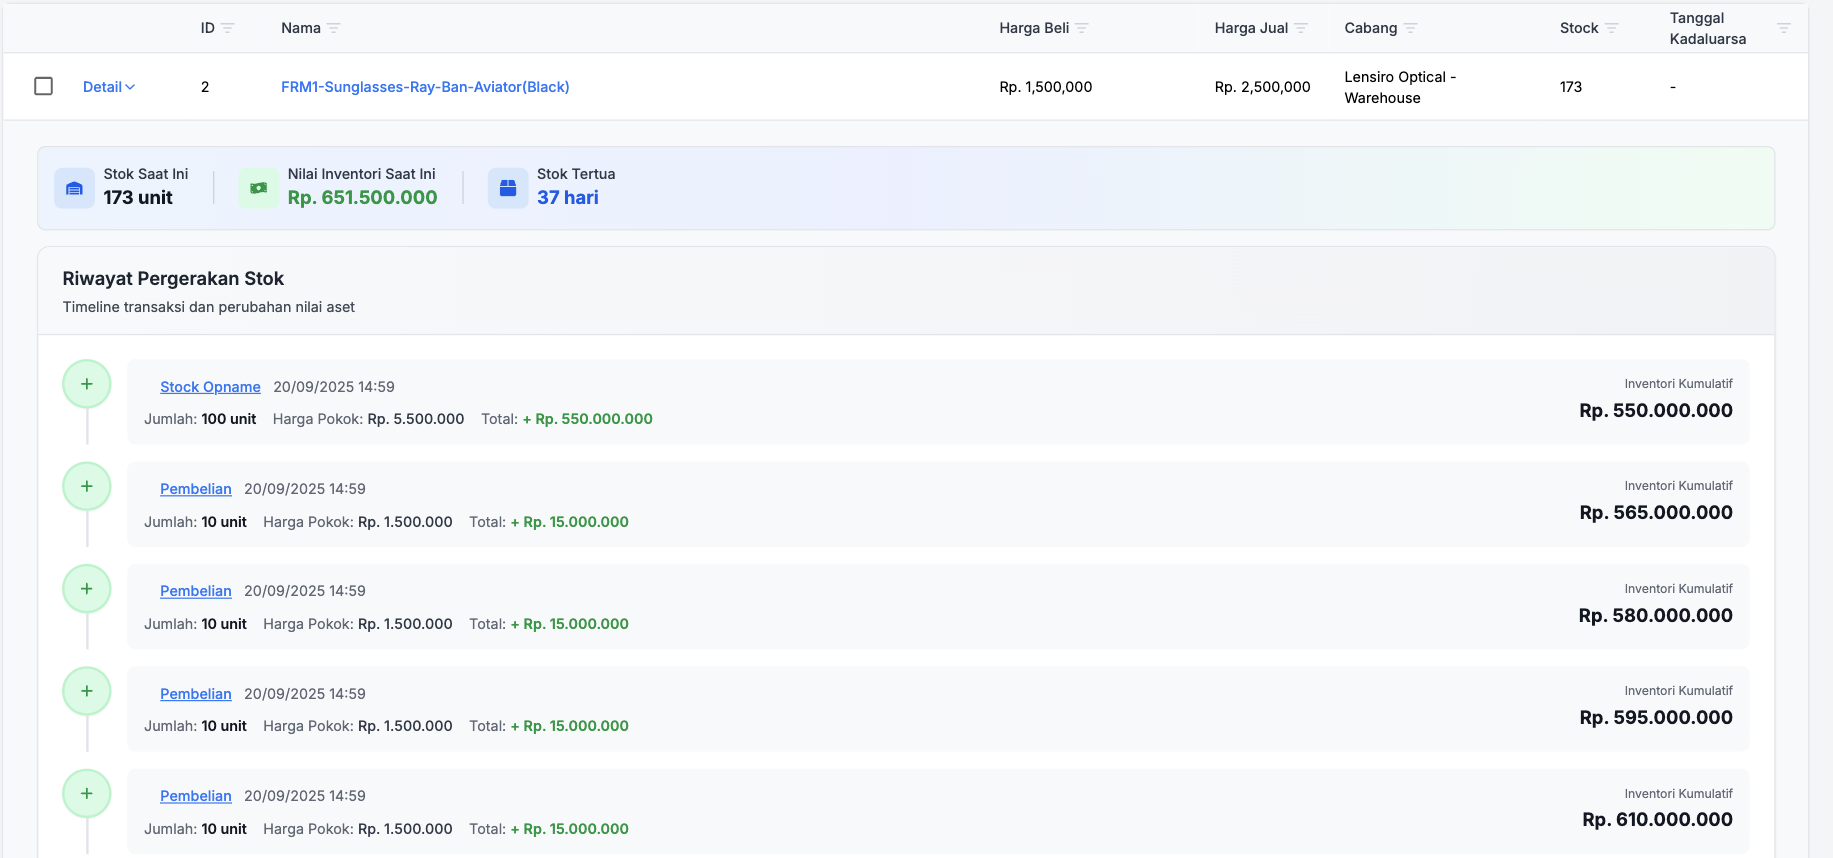 ID Nama Harga Beli Harga Jual Cabang Stock Tanggal Kadaluarsa
Detail 2 FRM1-Sunglasses-Ray-Ban-Aviator(Black) Rp. 1,500,000 Rp. 2,500,000 Lensiro Optical - Warehouse 173 -
Stok Saat Ini
173 unit
Nilai Inventori Saat Ini
Rp. 651.500.000
Stok Tertua
37 hari
Riwayat Pergerakan Stok
Timeline transaksi dan perubahan nilai aset
Stock Opname 20/09/2025 14:59
Jumlah: 100 unit Harga Pokok: Rp. 5.500.000 Total: + Rp. 550.000.000
Inventori Kumulatif
Rp. 550.000.000
Pembelian 20/09/2025 14:59
Jumlah: 10 unit Harga Pokok: Rp. 1.500.000 Total: + Rp. 15.000.000
Inventori Kumulatif
Rp. 565.000.000
Pembelian 20/09/2025 14:59
Jumlah: 10 unit Harga Pokok: Rp. 1.500.000 Total: + Rp. 15.000.000
Inventori Kumulatif
Rp. 580.000.000
Pembelian 20/09/2025 14:59
Jumlah: 10 unit Harga Pokok: Rp. 1.500.000 Total: + Rp. 15.000.000
Inventori Kumulatif
Rp. 595.000.000
Pembelian 20/09/2025 14:59
Jumlah: 10 unit Harga Pokok: Rp. 1.500.000 Total: + Rp. 15.000.000
Inventori Kumulatif
Rp. 610.000.000